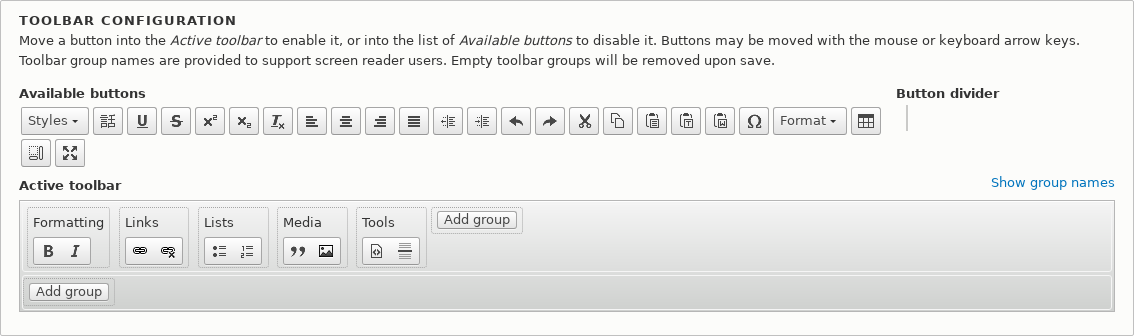 TOOLBAR CONFIGURATION
Move a button into the Active toolbar to enable it, or into the list of Available buttons to disable it. Buttons may be moved with the mouse or keyboard arrow keys.
Toolbar group names are provided to support screen reader users. Empty toolbar groups will be removed upon save.
Available buttons Button divider
Styles U S x² x₂ Ix Ω Format
Active toolbar Show group names
Formatting Links Lists Media Tools Add group
B I
Add group